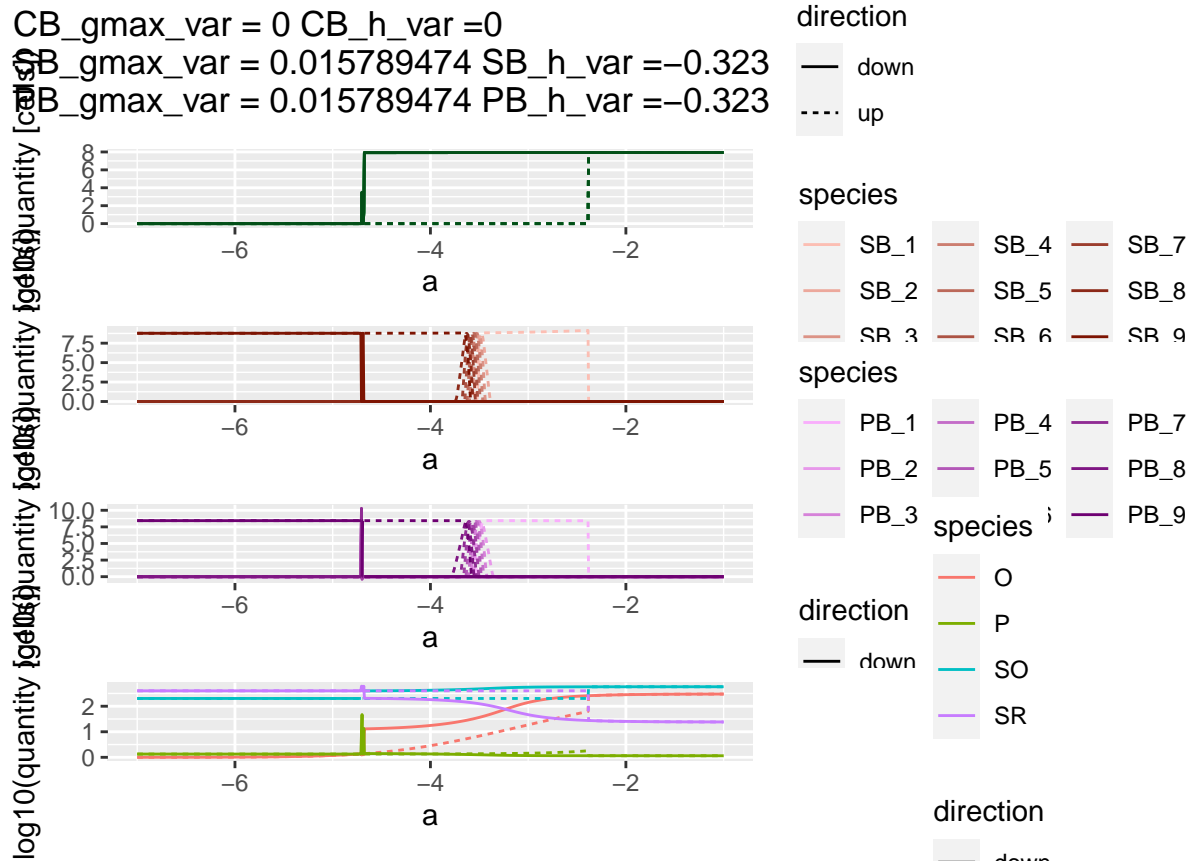 CB_gmax_var = 0 CB_h_var =0
SB_gmax_var = 0.015789474 SB_h_var =−0.323
PB_gmax_var = 0.015789474 PB_h_var =−0.323
8
6
4
2
0
−6 −4 −2
a
7.5
5.0
2.5
0.0
−6 −4 −2
a
10.0
7.5
5.0
2.5
0.0
−6 −4 −2
a
log10(quantity
2
1
0
−6 −4 −2
a
direction
down
up
species
SB_1 SB_4 SB_7
SB_2 SB_5 SB_8
SB_3 SB_6 SB_9
species
PB_1 PB_4 PB_7
PB_2 PB_5 PB_8
PB_3 PB_9
species
O
P
SO
SR
direction
down
direction
down